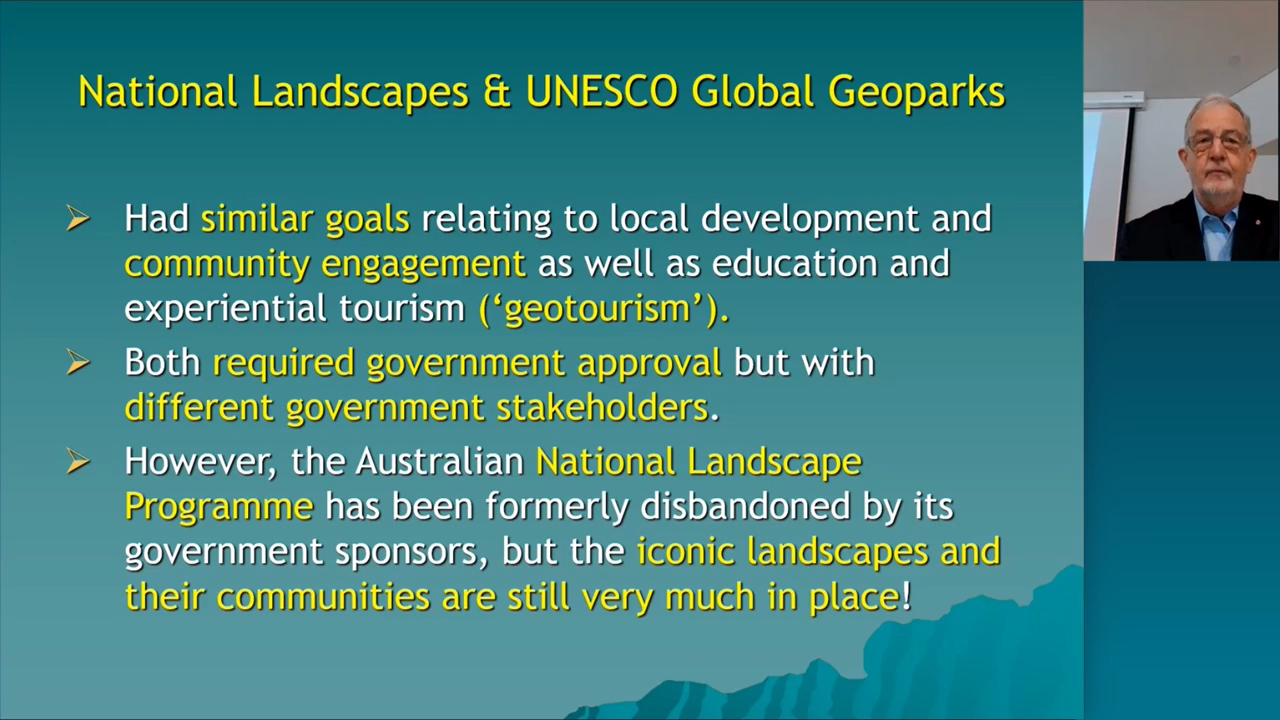 National Landscapes & UNESCO Global Geoparks
Had similar goals relating to local development and
community engagement as well as education and
experiential tourism (‘geotourism’).
Both required government approval but with
different government stakeholders.
However, the Australian National Landscape
Programme has been formerly disbandoned by its
government sponsors, but the iconic landscapes and
their communities are still very much in place!